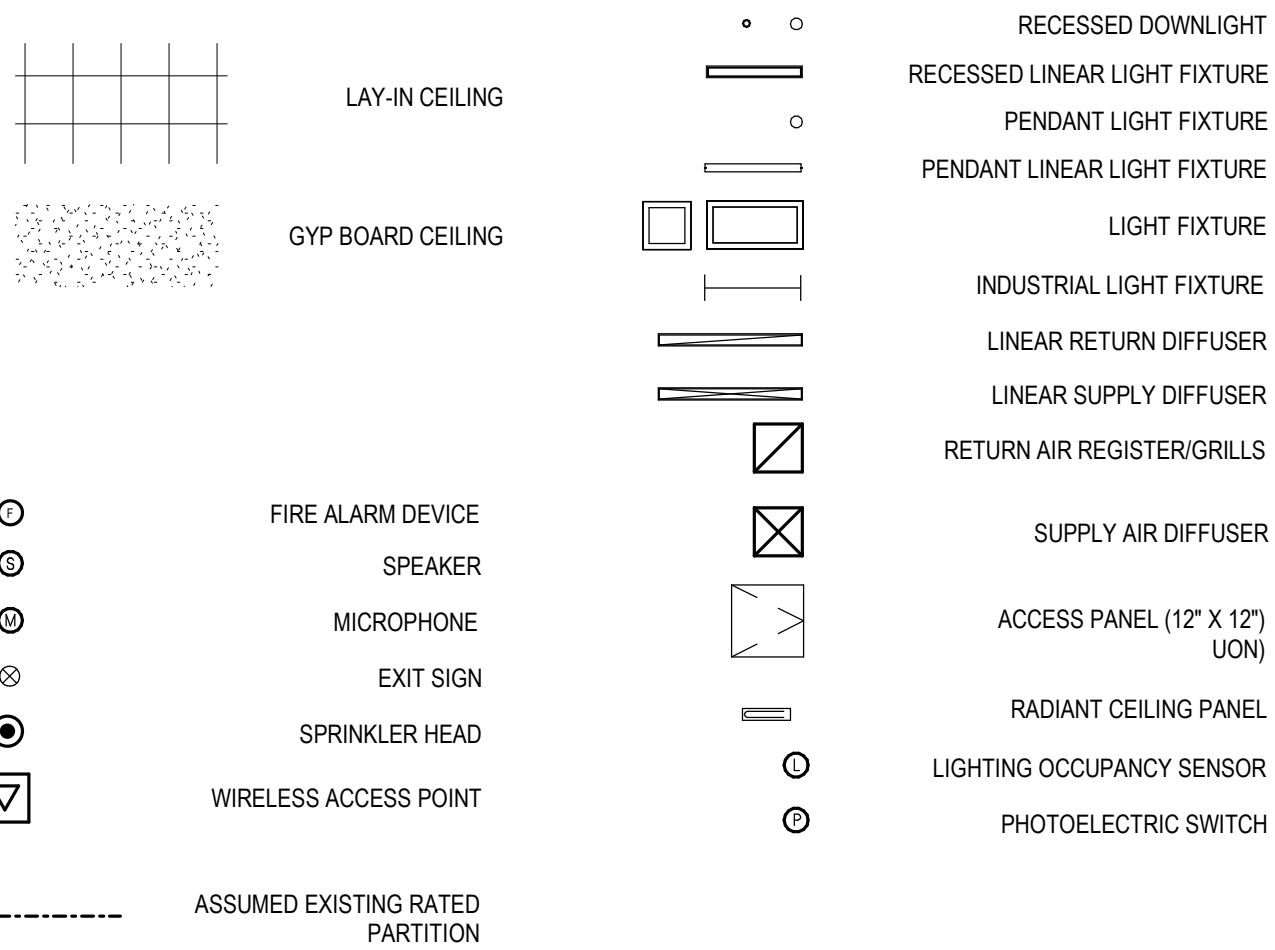 LAY-IN CEILING
GYP BOARD CEILING
F
FIRE ALARM DEVICE
S
SPEAKER
M
MICROPHONE
EXIT SIGN
SPRINKLER HEAD
WIRELESS ACCESS POINT
ASSUMED EXISTING RATED
PARTITION
RECESSED DOWNLIGHT
RECESSED LINEAR LIGHT FIXTURE
PENDANT LIGHT FIXTURE
PENDANT LINEAR LIGHT FIXTURE
LIGHT FIXTURE
INDUSTRIAL LIGHT FIXTURE
LINEAR RETURN DIFFUSER
LINEAR SUPPLY DIFFUSER
RETURN AIR REGISTER/GRILLS
SUPPLY AIR DIFFUSER
ACCESS PANEL (12" X 12")
UON)
RADIANT CEILING PANEL
L
LIGHTING OCCUPANCY SENSOR
P
PHOTOELECTRIC SWITCH